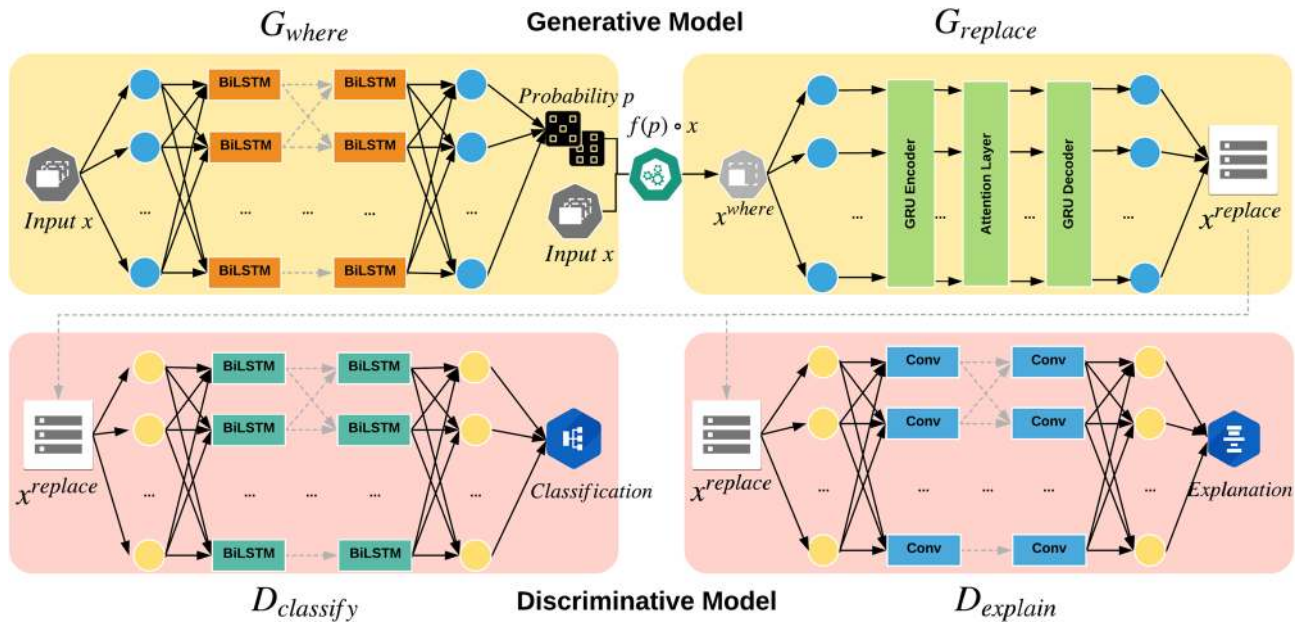 G_where
Generative Model
G_replace
BiLSTM BiLSTM
Probability p
f(p) ∘ x
BiLSTM BiLSTM
Input x
x^where
... ... ... ...
Input x
GRU Encoder
Attention Layer
GRU Decoder
... ... ... ...
x^replace
BiLSTM BiLSTM
BiLSTM BiLSTM
Conv Conv
BiLSTM BiLSTM
Conv Conv
x^replace
... ... ... ...
Classification
x^replace
... ... ... ...
Explanation
BiLSTM BiLSTM
Conv Conv
D_classify
Discriminative Model
D_explain